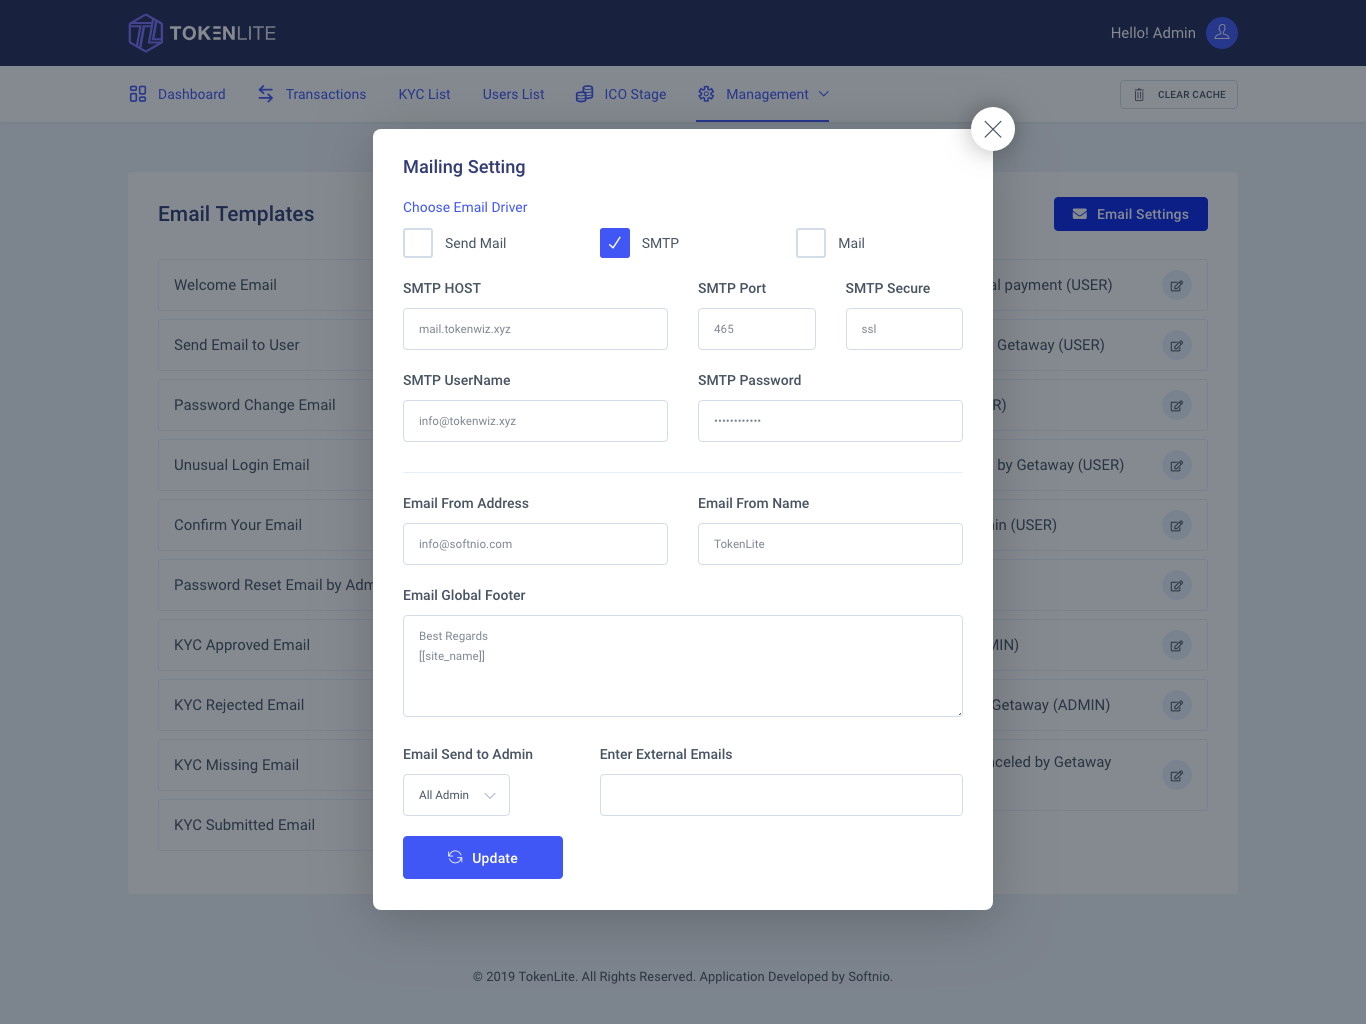 TOKENLITE
Hello! Admin
Dashboard
Transactions
KYC List
Users List
ICO Stage
Management
CLEAR CACHE
Email Templates
Email Settings
Welcome Email
Send Email to User
Password Change Email
Unusual Login Email
Confirm Your Email
Password Reset Email by
KYC Approved Email
KYC Rejected Email
KYC Missing Email
KYC Submitted Email
payment (USER)
Getaway (USER)
by Getaway (USER)
(USER)
Getaway (ADMIN)
by Getaway
Mailing Setting
Choose Email Driver
Send Mail
SMTP
Mail
SMTP HOST
SMTP Port
SMTP Secure
mail.tokenwiz.xyz
465
ssl
SMTP UserName
SMTP Password
info@tokenwiz.xyz
••••••••••••
Email From Address
Email From Name
info@softnio.com
TokenLite
Email Global Footer
Best Regards
[[site_name]]
Email Send to Admin
Enter External Emails
All Admin
Update
© 2019 TokenLite. All Rights Reserved. Application Developed by Softnio.